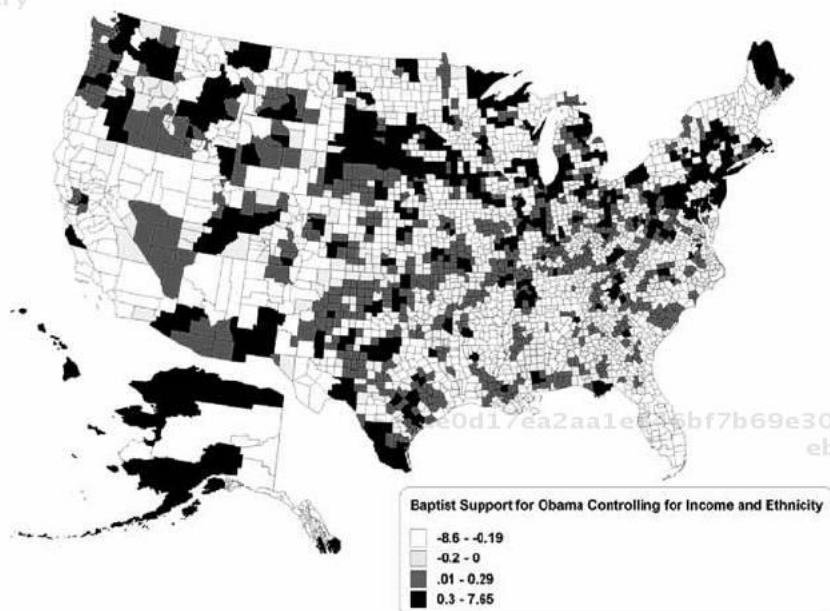 Baptist Support for Obama Controlling for Income and Ethnicity
-8.6 - -0.19
-0.2 - 0
.01 - 0.29
0.3 - 7.65